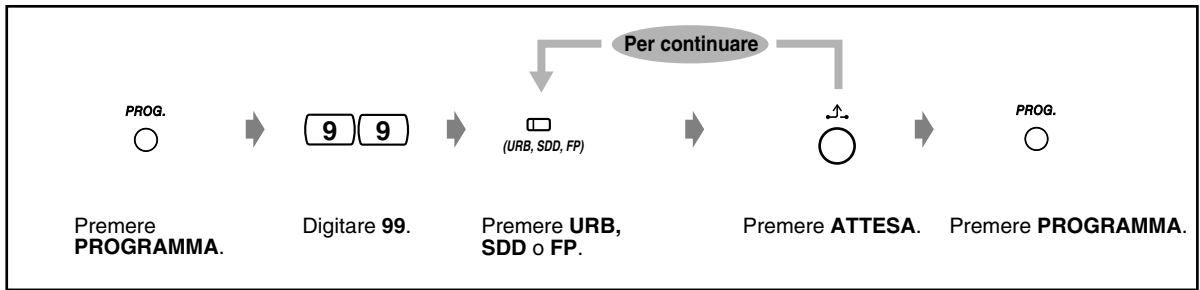 Per continuare
PROG.
9 9
(URB, SDD, FP)
PROG.
Premere
PROGRAMMA.
Digitare 99.
Premere URB,
SDD o FP.
Premere ATTESA.
Premere PROGRAMMA.